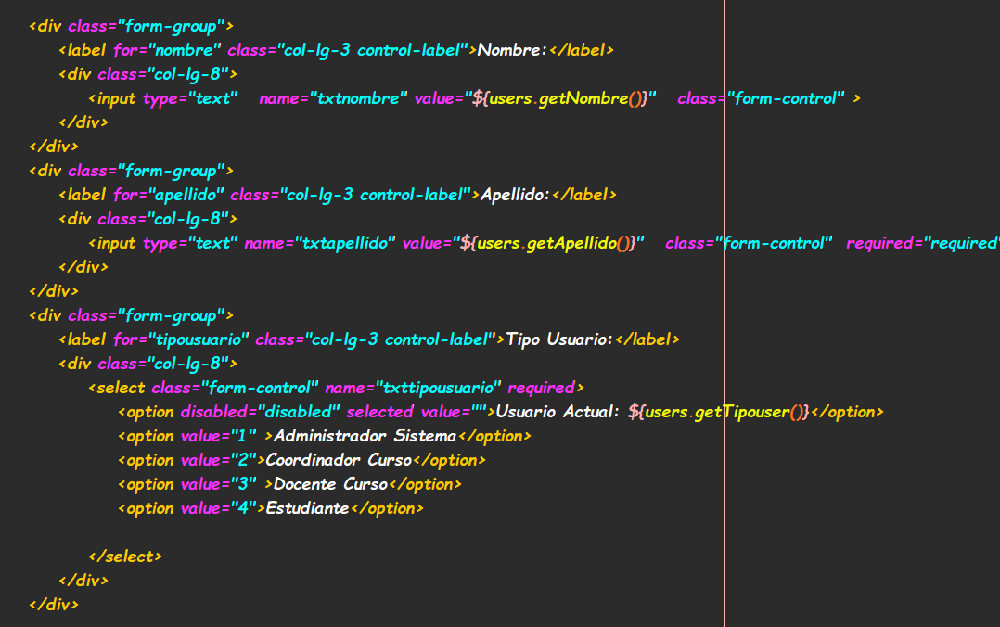 <div class="form-group">
<label for="nombre" class="col-lg-3 control-label">Nombre:</label>
<div class="col-lg-8">
<input type="text" name="txtnombre" value="${users.getNombre()}" class="form-control" >
</div>
</div>
<div class="form-group">
<label for="apellido" class="col-lg-3 control-label">Apellido:</label>
<div class="col-lg-8">
<input type="text" name="txtapellido" value="${users.getApellido()}" class="form-control" required="required"
</div>
</div>
<div class="form-group">
<label for="tipousuario" class="col-lg-3 control-label">Tipo Usuario:</label>
<div class="col-lg-8">
<select class="form-control" name="txttipousuario" required>
<option disabled="disabled" selected value="">Usuario Actual: ${users.getTipouser()}</option>
<option value="1" >Administrador Sistema</option>
<option value="2">Coordinador Curso</option>
<option value="3" >Docente Curso</option>
<option value="4">Estudiante</option>
</select>
</div>
</div>